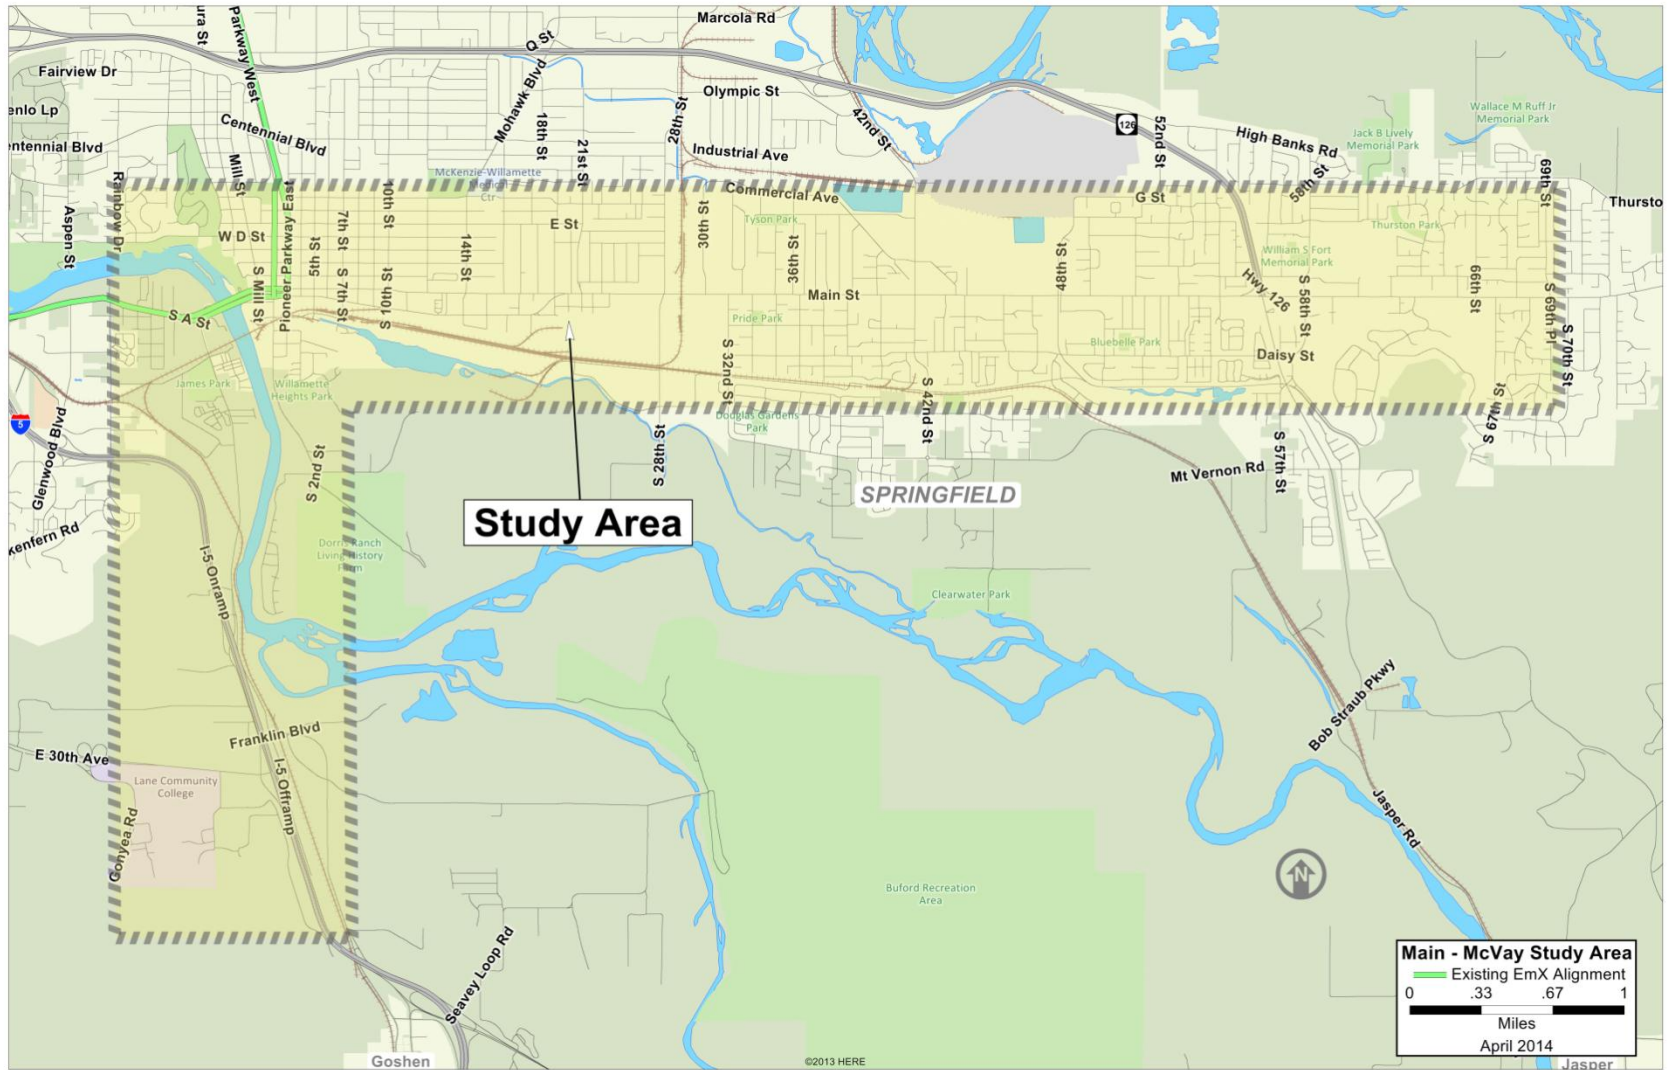 Marcola Rd
Q St
Parkway West
Fairview Dr
Olympic St
Mohawk Blvd
28th St
42nd St
Wallace M Ruff Jr
Memorial Park
Jack B Lively
Memorial Park
126
52nd St
High Banks Rd
Centennial Blvd
18th St
21st St
Industrial Ave
Mill St
McKenzie-Willamette
Medical
Ctr
58th St
69th St
Rainbow Dr
Aspen St
Pioneer Parkway East
Commercial Ave
G St
W D St
5th St
7th St
10th St
14th St
E St
30th St
Tyson Park
36th St
48th St
Thurston Park
William S Fort
Memorial Park
Hwy 126
S 58th St
66th St
S 69th Pl
S 70th St
S A St
S Mill St
S 7th St
S 10th St
Main St
Pride Park
Bluebelle Park
Daisy St
James Park
Willamette
Heights Park
S 32nd St
Douglas Gardens
Park
S 42nd St
S 67th St
5
Glenwood Blvd
S 2nd St
S 28th St
S 57th St
Mt Vernon Rd
SPRINGFIELD
Study Area
Dorris Ranch
Living History
Farm
I-5 Onramp
Clearwater Park
Bob Straub Pkwy
Franklin Blvd
E 30th Ave
Lane Community
College
I-5 Offramp
Gonyea Rd
Jasper Rd
Buford Recreation
Area
N
Seavey Loop Rd
Goshen
©2013 HERE
Main - McVay Study Area
Existing EmX Alignment
0 .33 .67 1
Miles
April 2014
Jasper